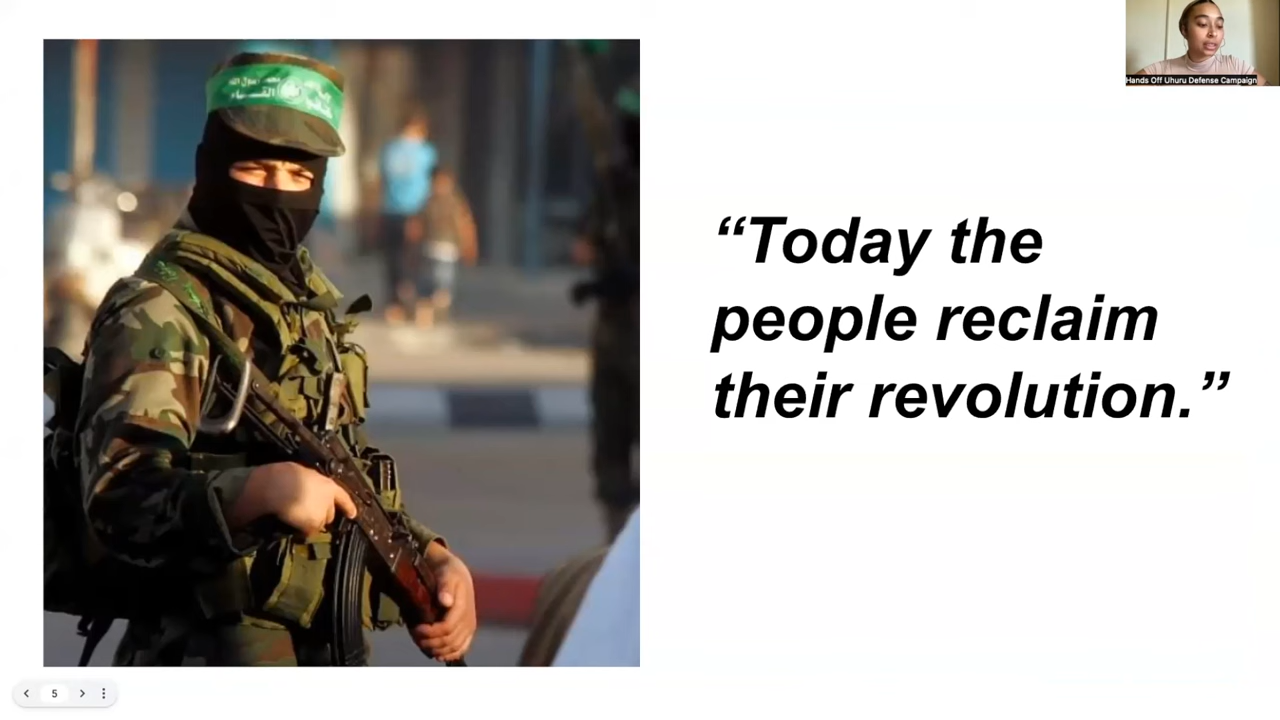 “Today the
people reclaim
their revolution.”
Hands Off Uhuru Defense Campaign
5